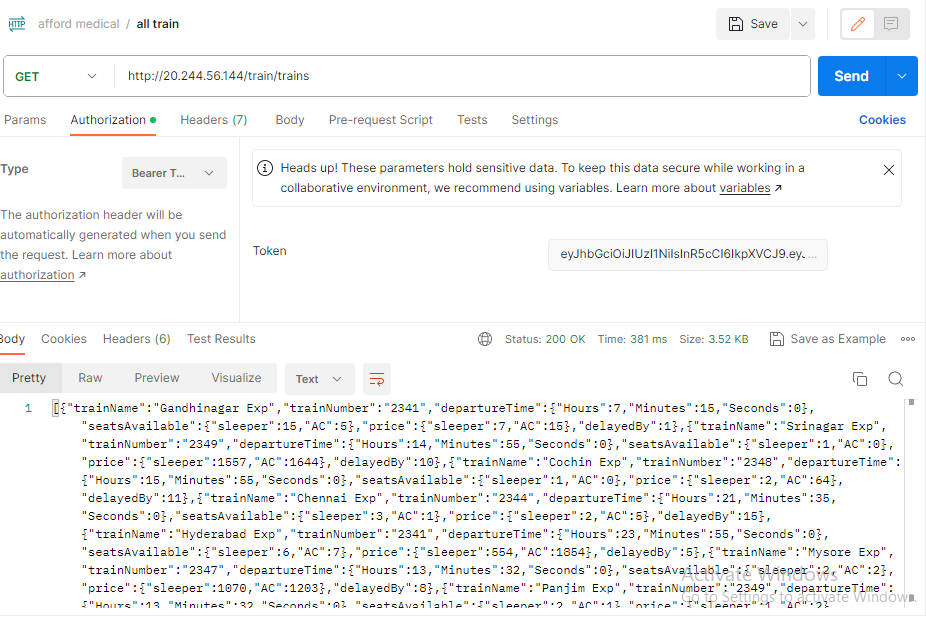 HTTP afford medical / all train Save
GET http://20.244.56.144/train/trains Send
Params Authorization Headers (7) Body Pre-request Script Tests Settings Cookies
Type Bearer T...
The authorization header will be
automatically generated when you send
the request. Learn more about
authorization ↗
Heads up! These parameters hold sensitive data. To keep this data secure while working in a
collaborative environment, we recommend using variables. Learn more about variables ↗
Token eyJhbGciOiJIUzI1NiIsInR5cCI6IkpXVCJ9.ey...
Body Cookies Headers (6) Test Results Status: 200 OK Time: 381 ms Size: 3.52 KB Save as Example
Pretty Raw Preview Visualize Text
1 [{"trainName":"Gandhinagar Exp","trainNumber":"2341","departureTime":{"Hours":7,"Minutes":15,"Seconds":0},
"seatsAvailable":{"sleeper":15,"AC":5},"price":{"sleeper":7,"AC":15},"delayedBy":1},{"trainName":"Srinagar Exp",
"trainNumber":"2349","departureTime":{"Hours":14,"Minutes":55,"Seconds":0},"seatsAvailable":{"sleeper":1,"AC":0},
"price":{"sleeper":1557,"AC":1644},"delayedBy":10},{"trainName":"Cochin Exp","trainNumber":"2348","departureTime":
{"Hours":15,"Minutes":55,"Seconds":0},"seatsAvailable":{"sleeper":1,"AC":0},"price":{"sleeper":2,"AC":64},
"delayedBy":11},{"trainName":"Chennai Exp","trainNumber":"2344","departureTime":{"Hours":21,"Minutes":35,
"Seconds":0},"seatsAvailable":{"sleeper":3,"AC":1},"price":{"sleeper":2,"AC":5},"delayedBy":15},
{"trainName":"Hyderabad Exp","trainNumber":"2341","departureTime":{"Hours":23,"Minutes":55,"Seconds":0},
"seatsAvailable":{"sleeper":6,"AC":7},"price":{"sleeper":554,"AC":1854},"delayedBy":5},{"trainName":"Mysore Exp",
"trainNumber":"2347","departureTime":{"Hours":13,"Minutes":32,"Seconds":0},"seatsAvailable":{"sleeper":2,"AC":2},
Activate Windows
"price":{"sleeper":1070,"AC":1203},"delayedBy":8},{"trainName":"Panjim Exp","trainNumber":"2349","departureTime":
Go to Settings to activate Windows.
{"Hours":13,"Minutes":32,"Seconds":0},"seatsAvailable":{"sleeper":2,"AC":1},"price":{"sleeper":1,"AC":2},